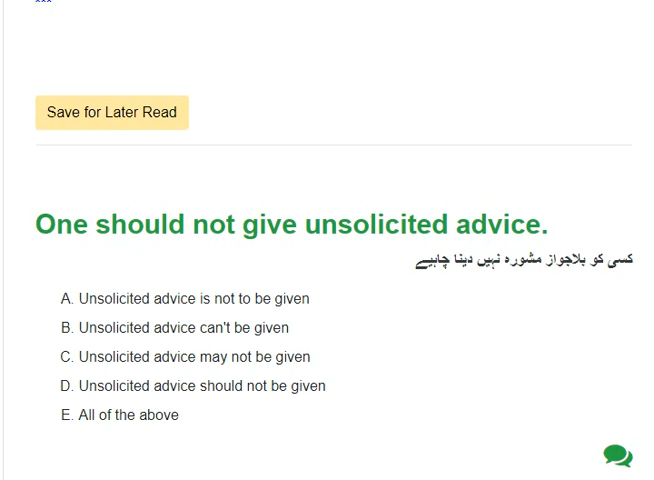 Save for Later Read
One should not give unsolicited advice.
کسی کو بلاجواز مشورہ نہیں دینا چاہیے
A. Unsolicited advice is not to be given
B. Unsolicited advice can't be given
C. Unsolicited advice may not be given
D. Unsolicited advice should not be given
E. All of the above